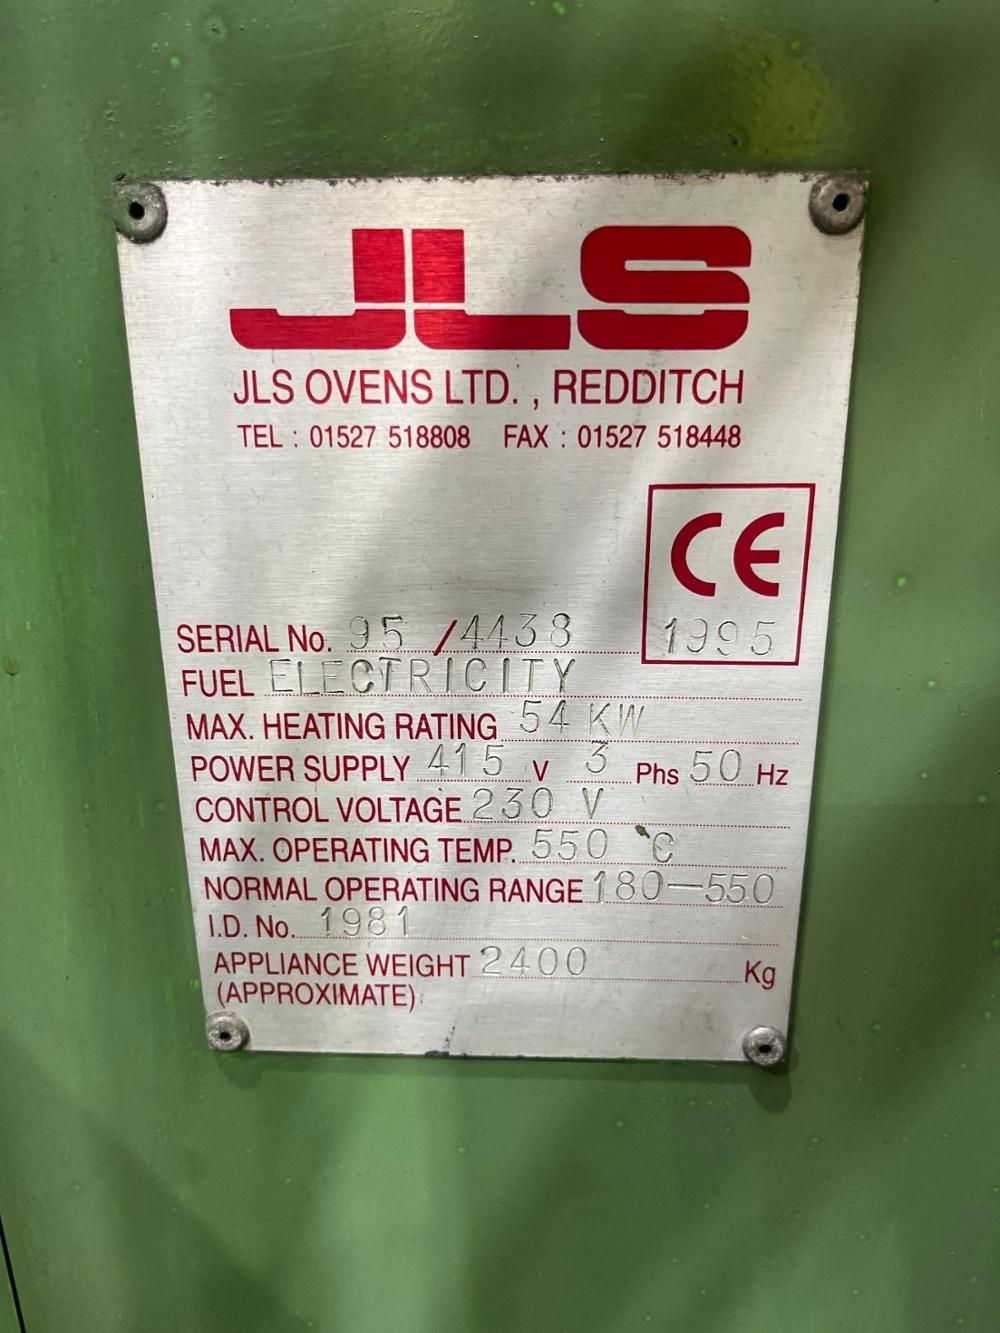 JLS
JLS OVENS LTD. , REDDITCH
TEL : 01527 518808 FAX : 01527 518448
CE
1995
SERIAL No. 95 /4438
FUEL ELECTRICITY
MAX. HEATING RATING 54 KW
POWER SUPPLY 415 V 3 Phs 50 Hz
CONTROL VOLTAGE 230 V
MAX. OPERATING TEMP. 550 °C
NORMAL OPERATING RANGE 180-550
I.D. No. 1981
APPLIANCE WEIGHT 2400 Kg
(APPROXIMATE)